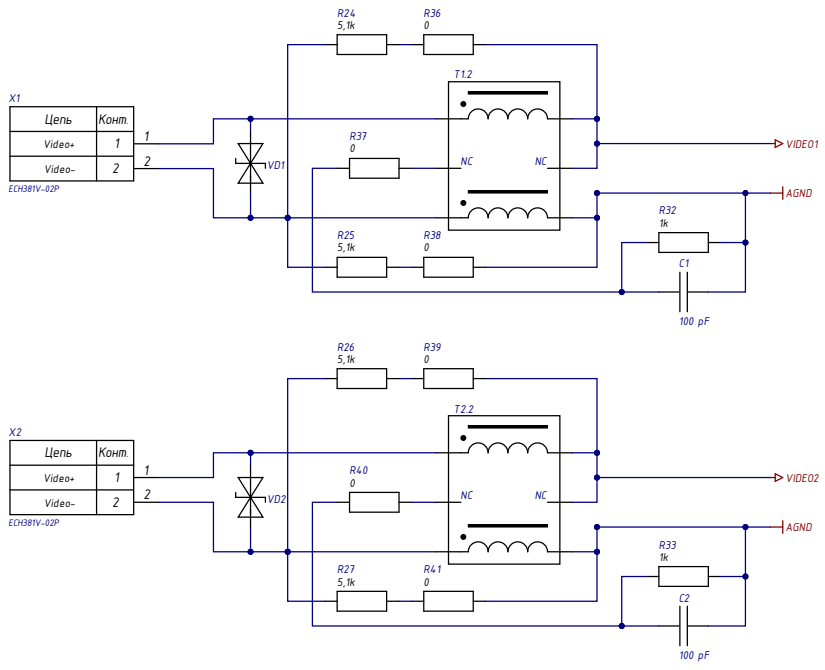 R24
5,1k
R36
0
T1.2
X1
Цепь Конт.
Video+ 1 1
Video- 2 2
ECH381V-02P
VD1
R37
0
NC NC
VIDEO1
AGND
R25
5,1k
R38
0
R32
1k
C1
100 pF
R26
5,1k
R39
0
T2.2
X2
Цепь Конт.
Video+ 1 1
Video- 2 2
ECH381V-02P
VD2
R40
0
NC NC
VIDEO2
AGND
R27
5,1k
R41
0
R33
1k
C2
100 pF